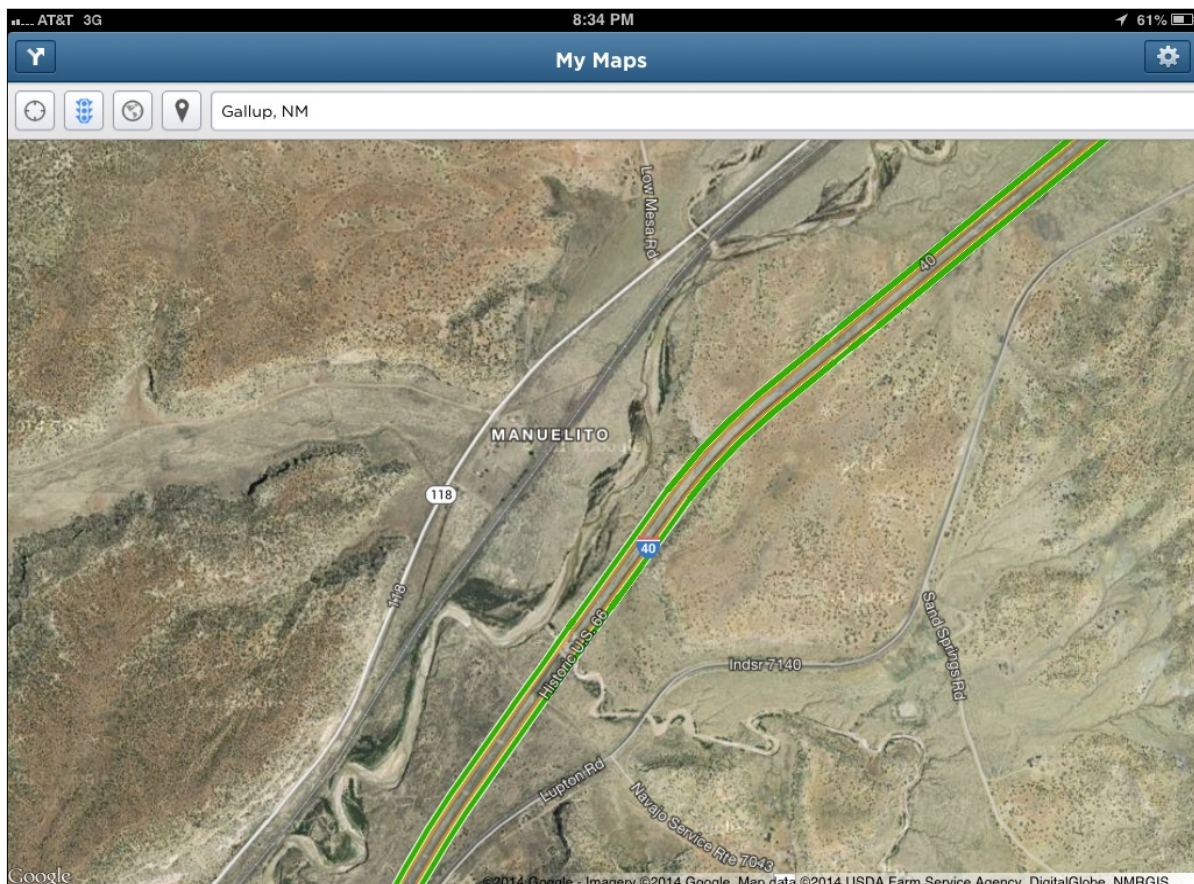 AT&T 3G
8:34 PM
61%
My Maps
Gallup, NM
Low Mesa Rd
40
MANUELITO
118
40
118
Historic U.S. 66
Sand Springs Rd
Indsr 7140
Lupton Rd
Navajo Service Rte 7043
Google
©2014 Google - Imagery ©2014 Google, Map data ©2014 USDA Farm Service Agency, DigitalGlobe, NMRGIS